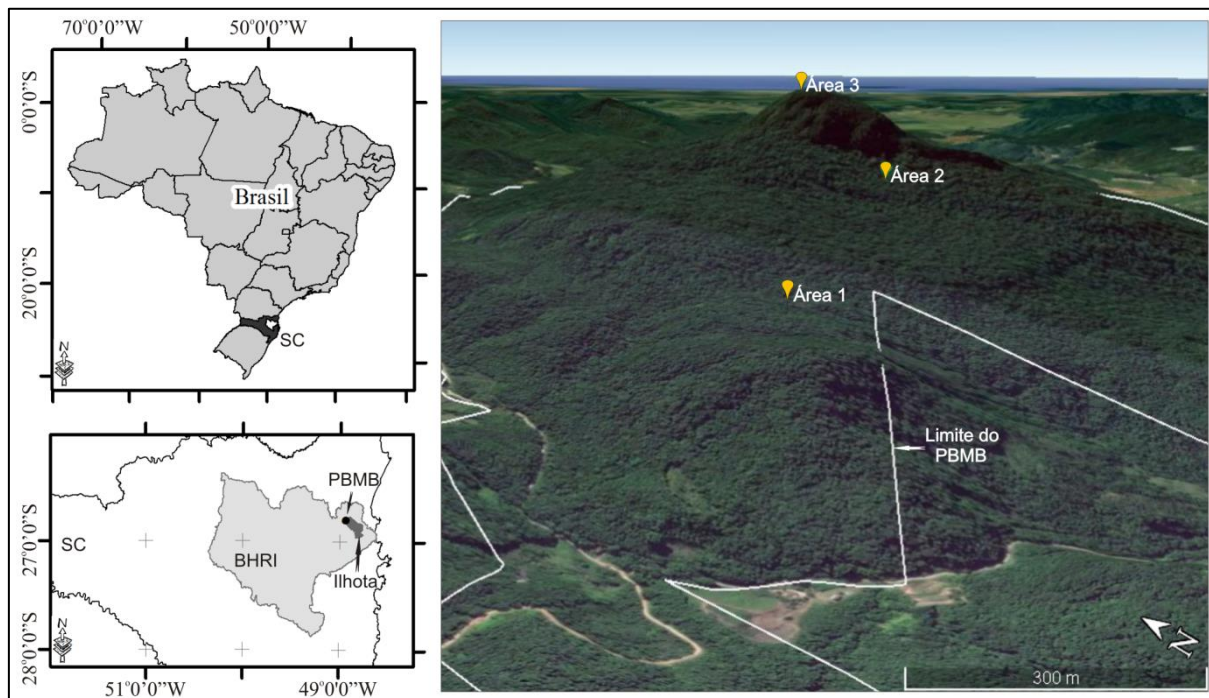 70°0'0''W
50°0'0''W
0°0'0''S
20°0'0''S
Brasil
SC
N
27°0'0''S
28°0'0''S
PBMB
SC
BHRI
Ilhota
N
51°0'0''W
49°0'0''W
Área 3
Área 2
Área 1
Limite do
PBMB
N
300 m